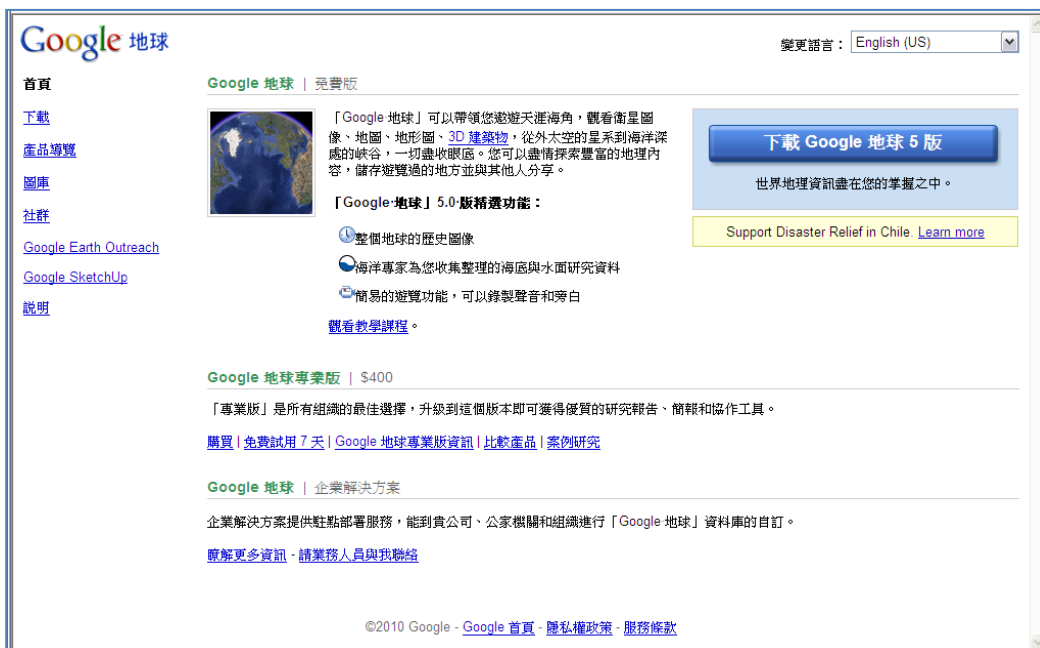 Google 地球
變更語言： English (US)
首頁
下載
產品導覽
圖庫
社群
Google Earth Outreach
Google SketchUp
說明
Google 地球 | 免費版
「Google 地球」可以帶領您遨遊天涯海角，觀看衛星圖
像、地圖、地形圖、3D 建築物，從外太空的星系到海洋深
處的峽谷，一切盡收眼底。您可以盡情探索豐富的地理內
容，儲存遊覽過的地方並與其他人分享。
「Google 地球」5.0 版精選功能：
整個地球的歷史圖像
海洋專家為您收集整理的海底與水面研究資料
簡易的遊覽功能，可以錄製聲音和旁白
觀看教學課程。
下載 Google 地球 5 版
世界地理資訊盡在您的掌握之中。
Support Disaster Relief in Chile. Learn more
Google 地球專業版 | $400
「專業版」是所有組織的最佳選擇，升級到這個版本即可獲得優質的研究報告、簡報和協作工具。
購買 | 免費試用 7 天 | Google 地球專業版資訊 | 比較產品 | 案例研究
Google 地球 | 企業解決方案
企業解決方案提供駐點部署服務，能到貴公司、公家機關和組織進行「Google 地球」資料庫的自訂。
瞭解更多資訊 - 請業務人員與我聯絡
©2010 Google - Google 首頁 - 隱私權政策 - 服務條款